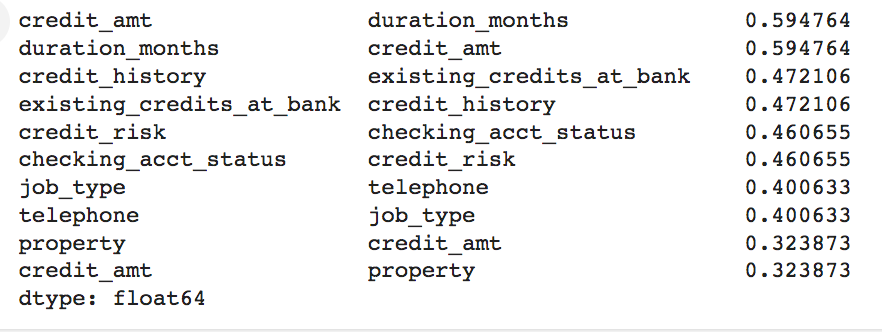 credit_amt duration_months 0.594764
duration_months credit_amt 0.594764
credit_history existing_credits_at_bank 0.472106
existing_credits_at_bank credit_history 0.472106
credit_risk checking_acct_status 0.460655
checking_acct_status credit_risk 0.460655
job_type telephone 0.400633
telephone job_type 0.400633
property credit_amt 0.323873
credit_amt property 0.323873
dtype: float64